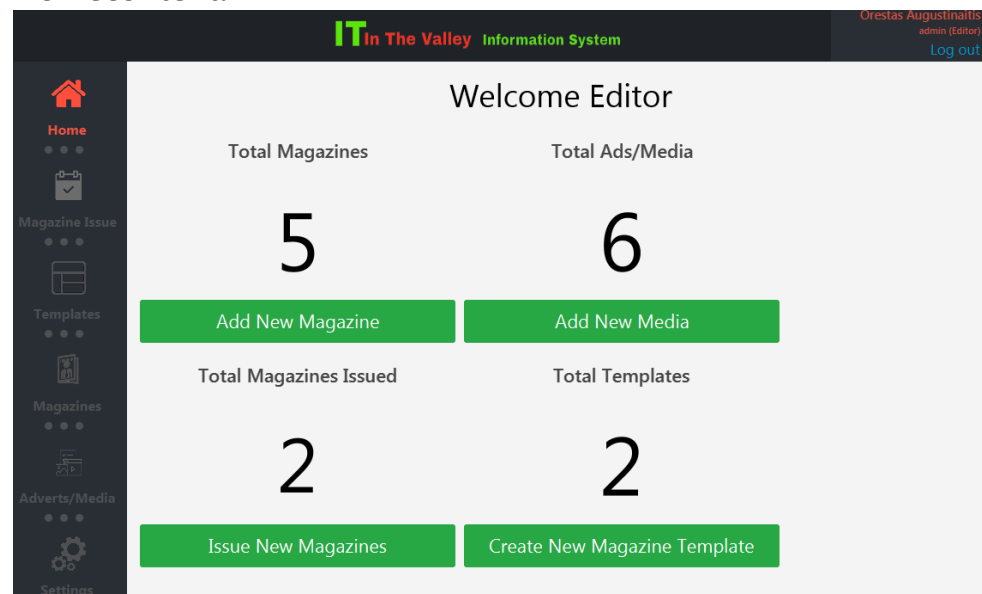 IT In The Valley Information System
Orestas Augustinaitis
admin (Editor)
Log out
Home
Magazine Issue
Templates
Magazines
Adverts/Media
Settings
Welcome Editor
Total Magazines
Total Ads/Media
5
6
Add New Magazine
Add New Media
Total Magazines Issued
Total Templates
2
2
Issue New Magazines
Create New Magazine Template